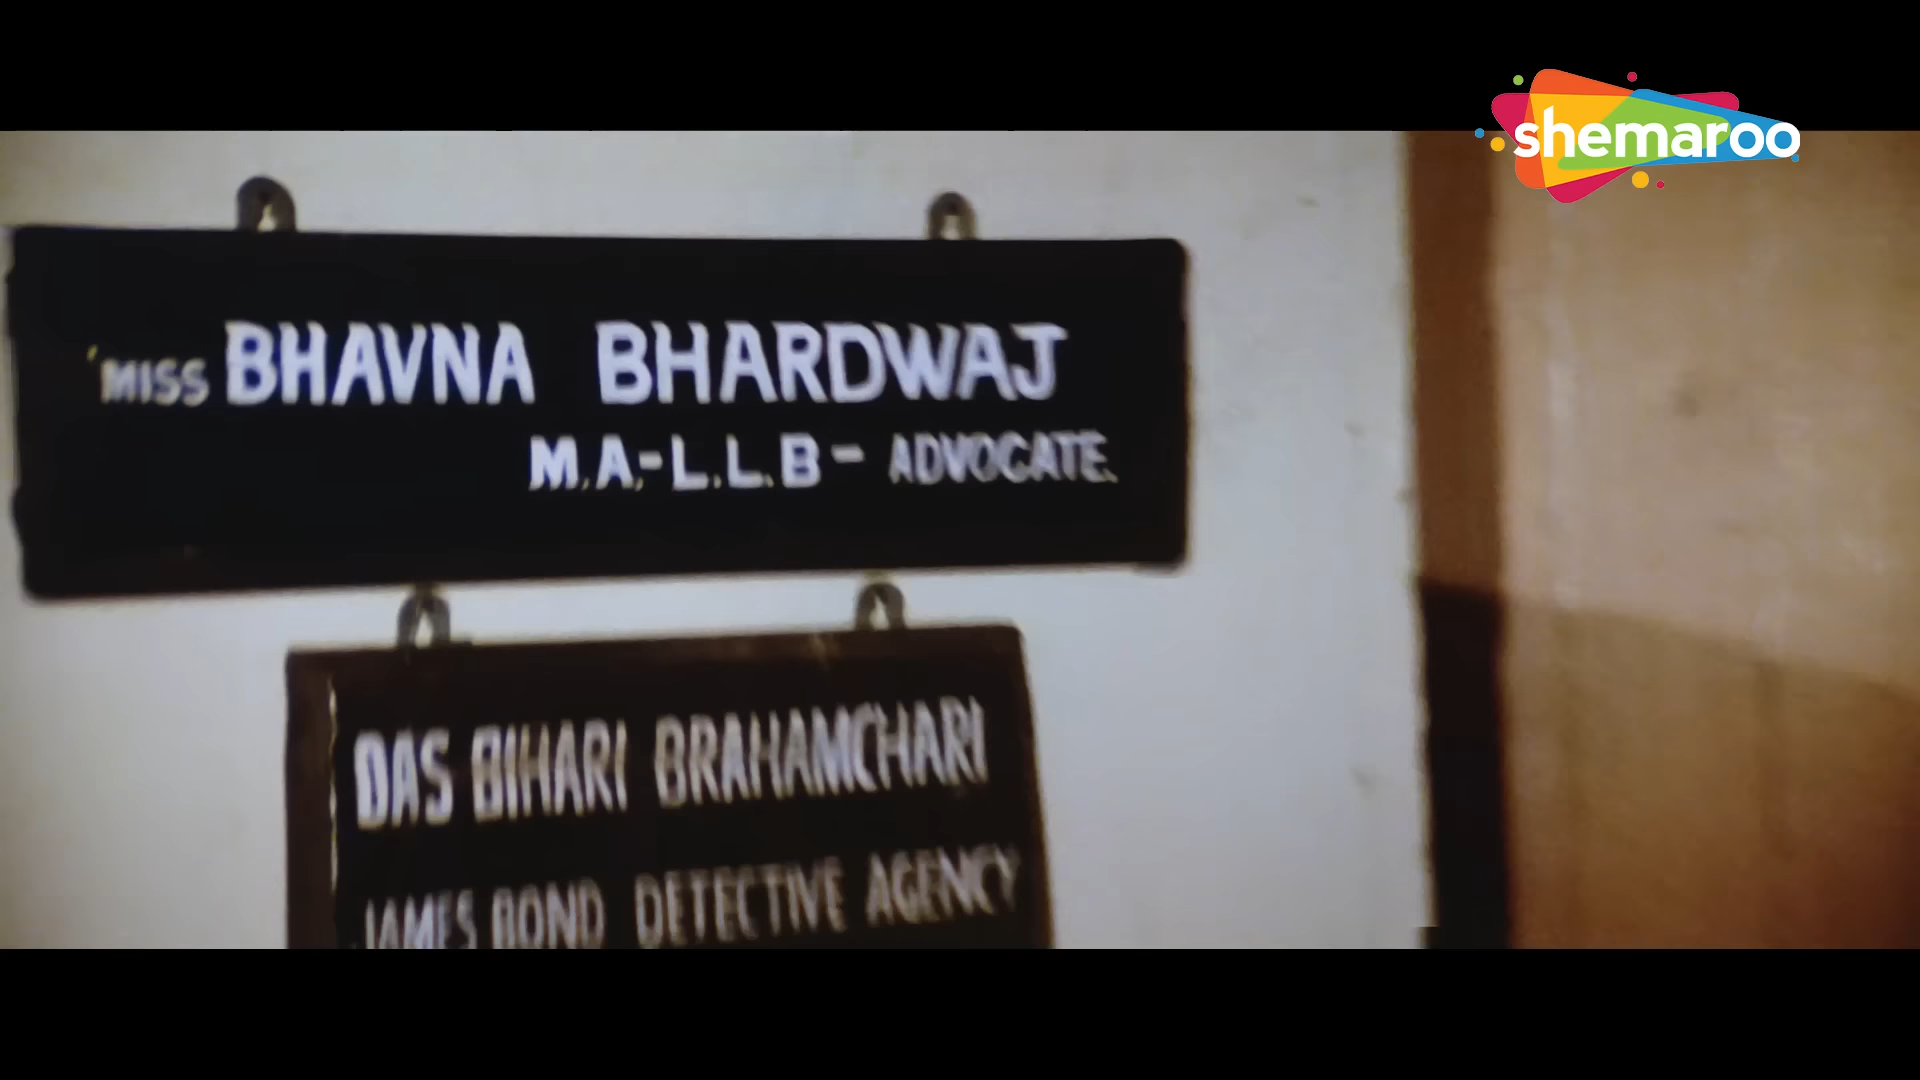 shemaroo
MISS BHAVNA BHARDWAJ
M.A.-L.L.B - ADVOCATE.
DAS BIHARI BRAHAMCHARI
JAMES BOND DETECTIVE AGENCY